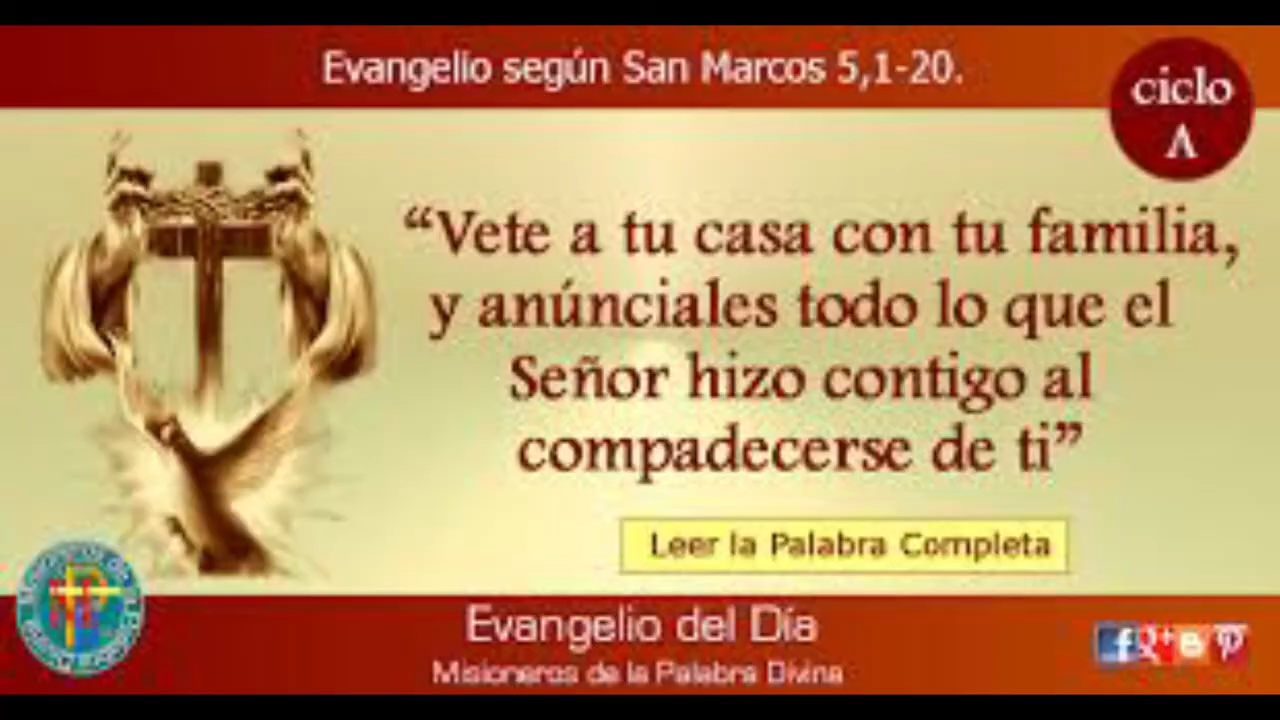 Evangelio según San Marcos 5,1-20.
ciclo
A
“Vete a tu casa con tu familia,
y anúnciales todo lo que el
Señor hizo contigo al
compadecerse de ti”
Leer la Palabra Completa
Evangelio del Día
Misioneros de la Palabra Divina